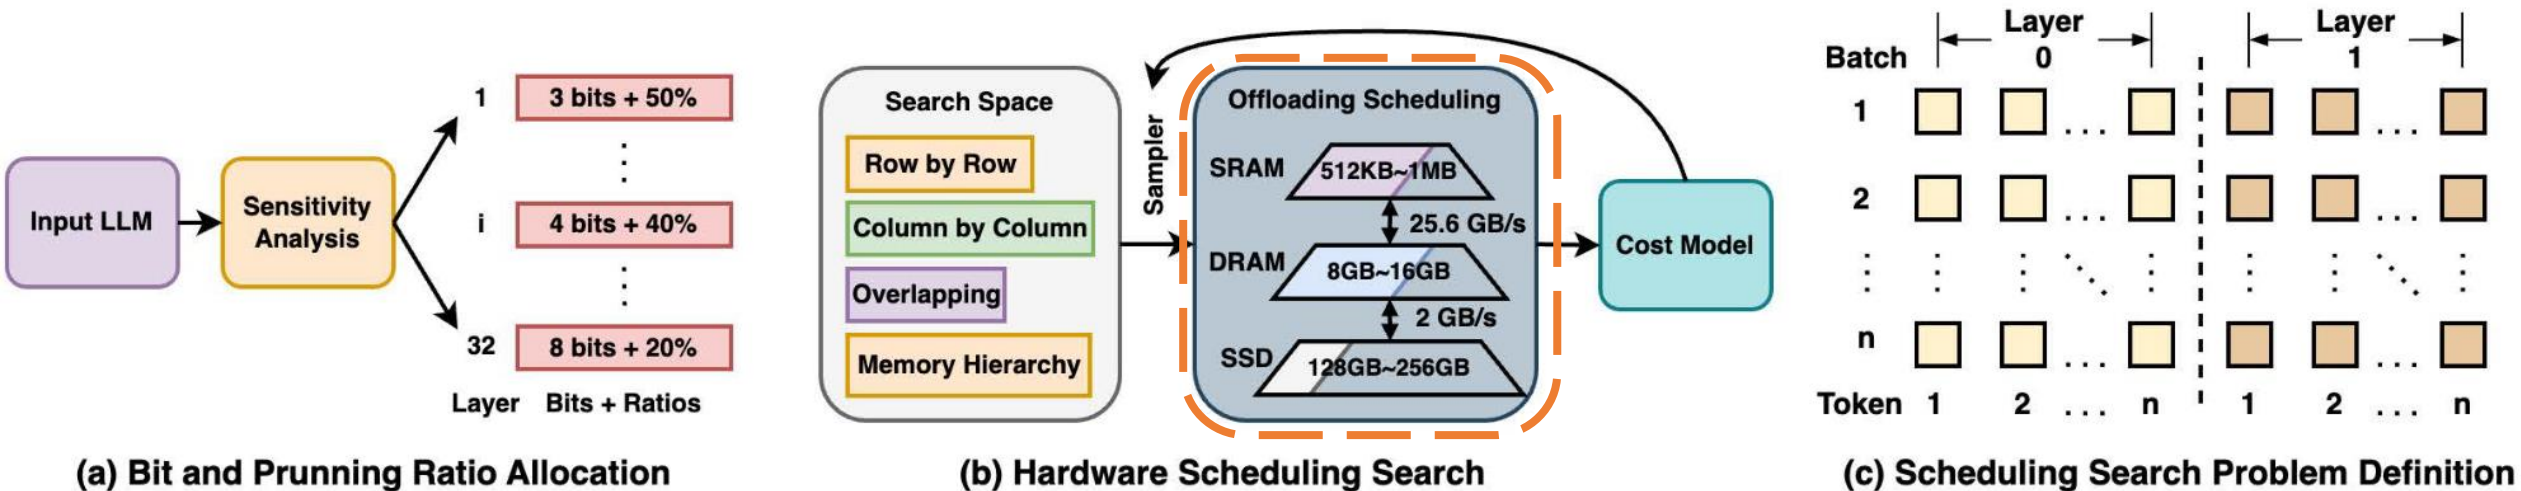 Input LLM
Sensitivity
Analysis
1
3 bits + 50%
i
4 bits + 40%
32
8 bits + 20%
Layer
Bits + Ratios
(a) Bit and Prunning Ratio Allocation
Search Space
Row by Row
Column by Column
Overlapping
Memory Hierarchy
Sampler
Offloading Scheduling
SRAM
512KB~1MB
25.6 GB/s
DRAM
8GB~16GB
2 GB/s
SSD
128GB~256GB
Cost Model
(b) Hardware Scheduling Search
Layer
0
Layer
1
Batch
1
...
...
2
...
...
n
...
...
Token 1 2 ... n 1 2 ... n
(c) Scheduling Search Problem Definition